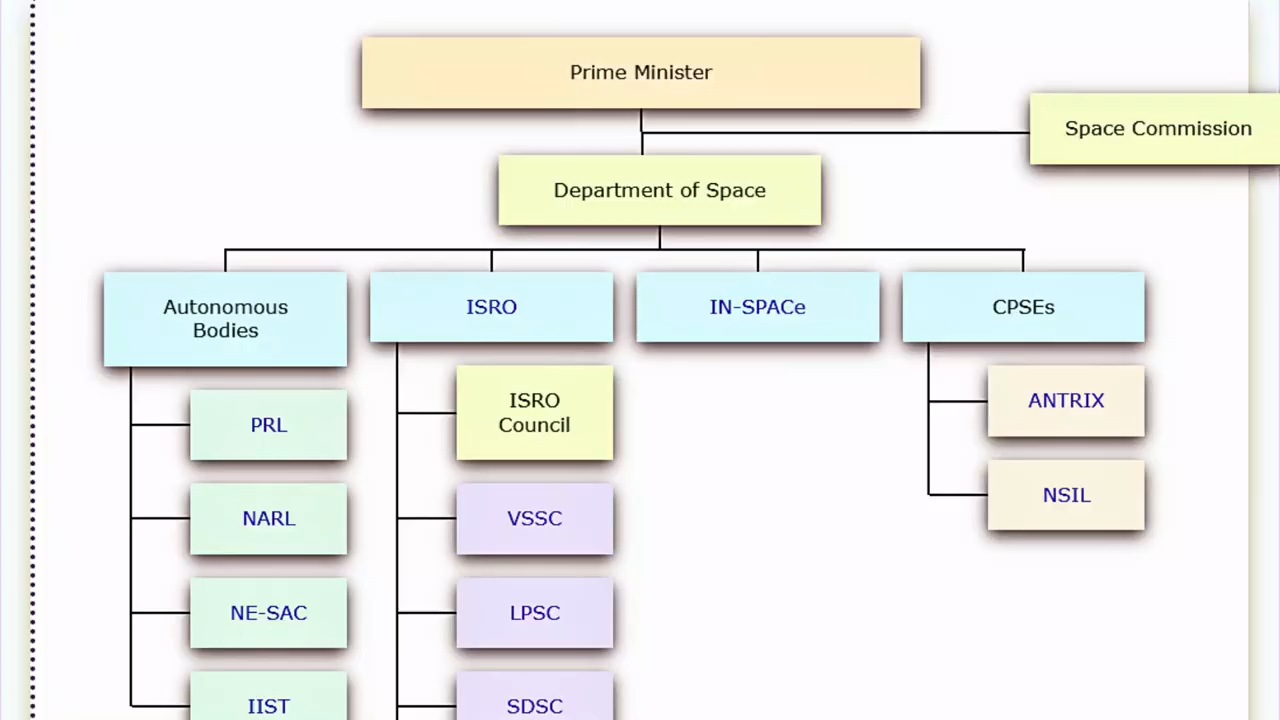 Prime Minister
Space Commission
Department of Space
Autonomous
Bodies
ISRO
IN-SPACe
CPSEs
PRL
NARL
NE-SAC
IIST
ISRO
Council
VSSC
LPSC
SDSC
ANTRIX
NSIL